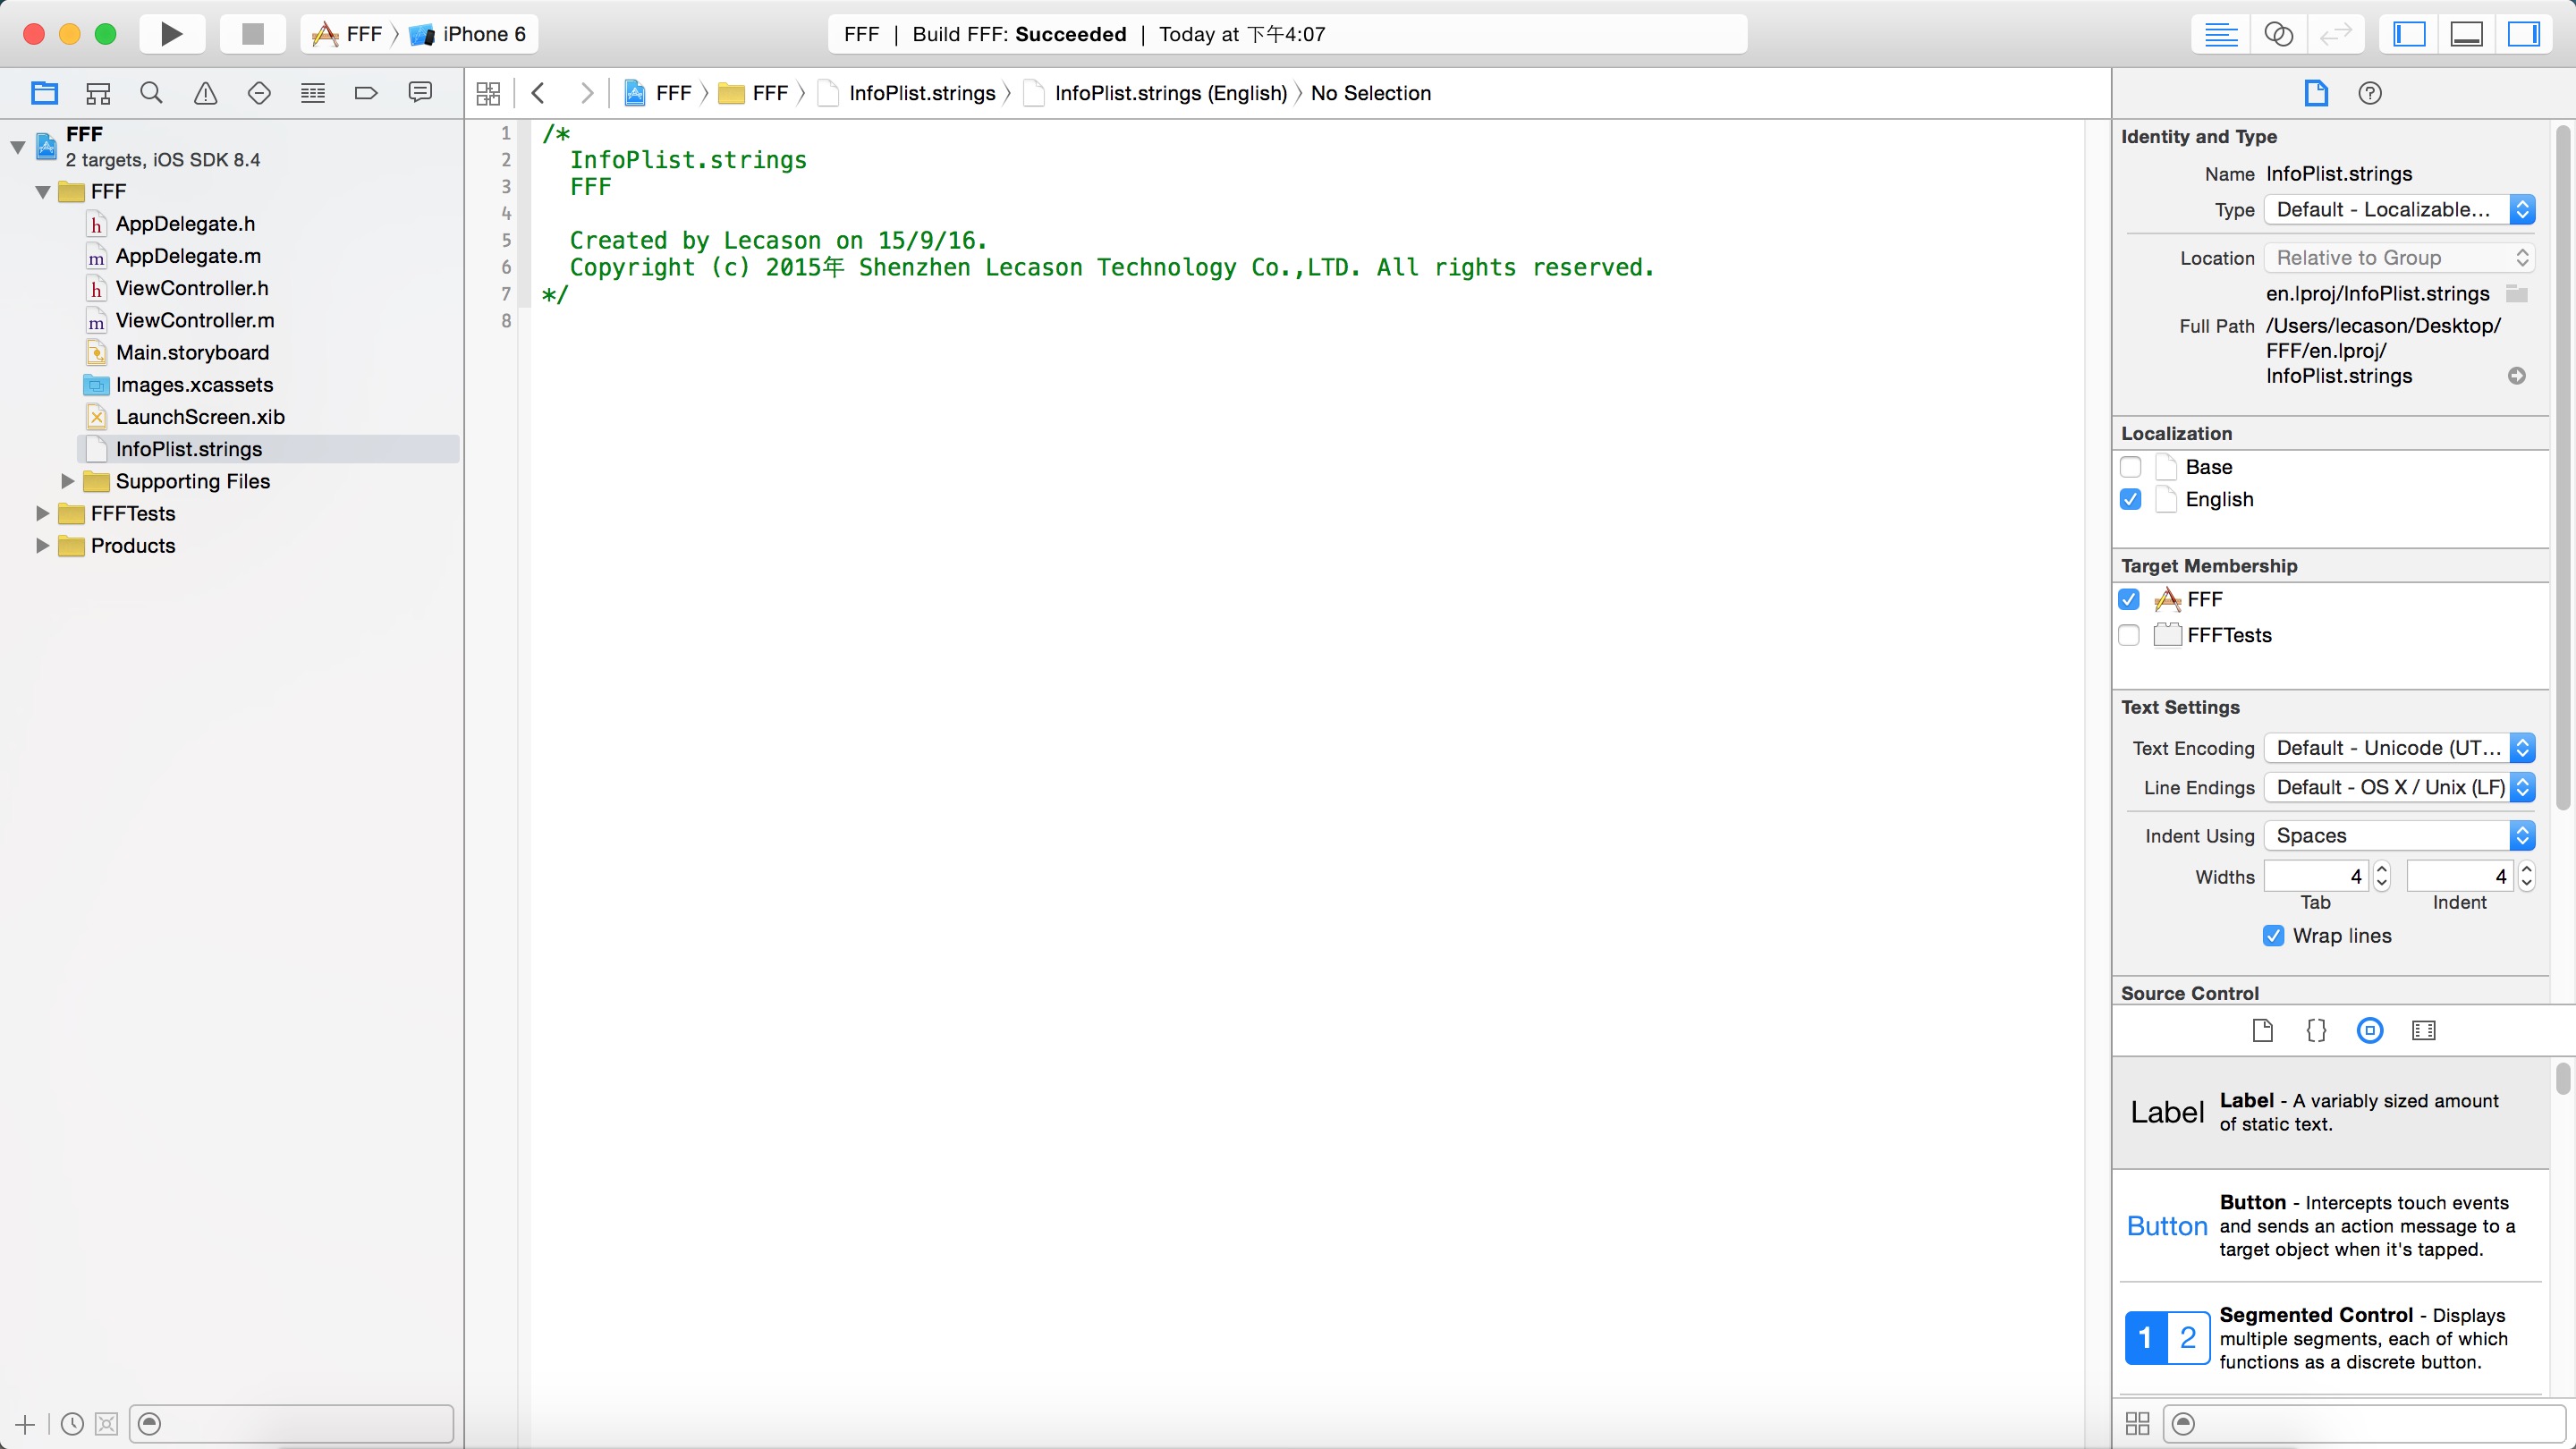 FFF
iPhone 6
FFF | Build FFF: Succeeded | Today at 下午4:07
FFF
2 targets, iOS SDK 8.4
FFF
AppDelegate.h
AppDelegate.m
ViewController.h
ViewController.m
Main.storyboard
Images.xcassets
LaunchScreen.xib
InfoPlist.strings
Supporting Files
FFFTests
Products
FFF
FFF
InfoPlist.strings
InfoPlist.strings (English)
No Selection
1 /*
2 InfoPlist.strings
3 FFF
4
5 Created by Lecason on 15/9/16.
6 Copyright (c) 2015年 Shenzhen Lecason Technology Co.,LTD. All rights reserved.
7 */
8
Identity and Type
Name InfoPlist.strings
Type Default - Localizable...
Location Relative to Group
en.lproj/InfoPlist.strings
Full Path /Users/lecason/Desktop/
FFF/en.lproj/
InfoPlist.strings
Localization
Base
English
Target Membership
FFF
FFFTests
Text Settings
Text Encoding Default - Unicode (UT...
Line Endings Default - OS X / Unix (LF)
Indent Using Spaces
Widths 4 4
Tab Indent
Wrap lines
Source Control
Label
Label - A variably sized amount
of static text.
Button
Button - Intercepts touch events
and sends an action message to a
target object when it's tapped.
1 2
Segmented Control - Displays
multiple segments, each of which
functions as a discrete button.